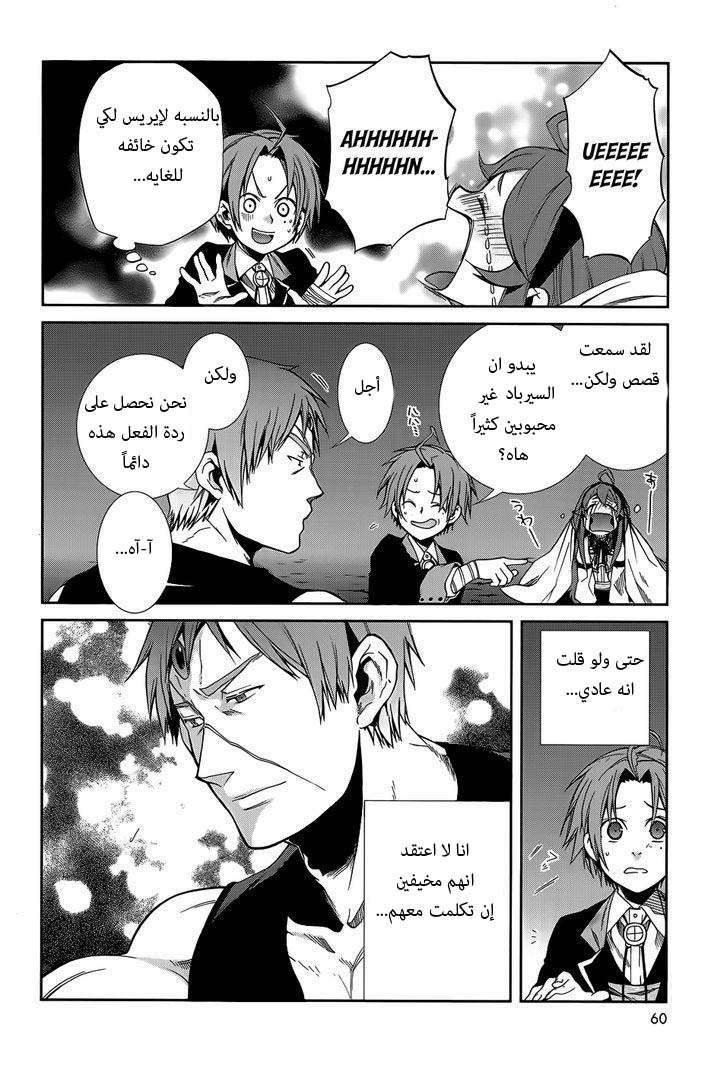 UEEEEE
EEEE!
AHHHHHH-
HHHHHN...
بالنسبه لإيريس لكي
تكون خائفه
للغايه...
لقد سمعت
قصص ولكن...
يبدو ان
السيرباد غير
محبوبين كثيراً
هاه؟
أجل
ولكن
نحن نحصل على
ردة الفعل هذه
دائماً
آ-آه...
حتى ولو قلت
انه عادي...
انا لا اعتقد
انهم مخيفين
إن تكلمت معهم...
60